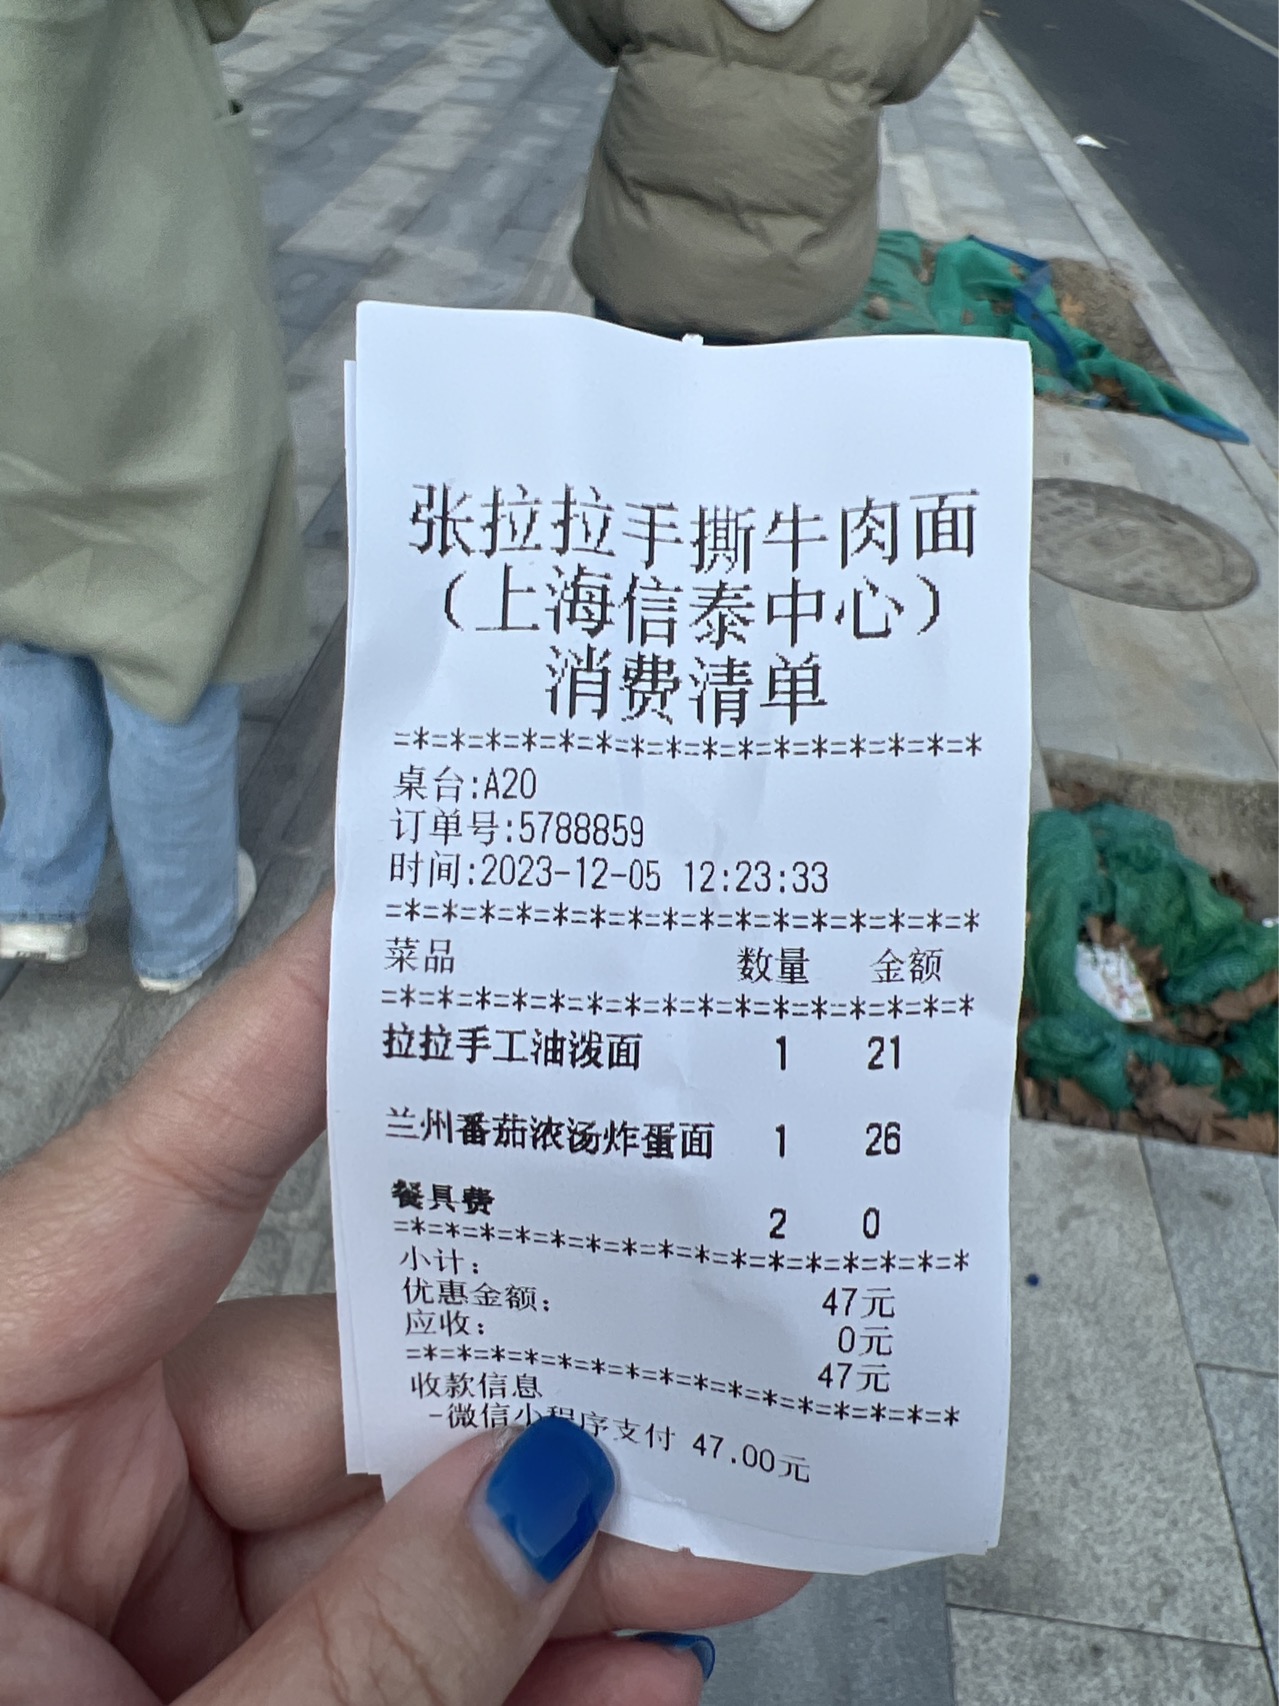 张拉拉手撕牛肉面
（上海信泰中心）
消费清单
=*=*=*=*=*=*=*=*=*=*=*=*=*=*=*=*
桌台:A20
订单号:5788859
时间:2023-12-05 12:23:33
=*=*=*=*=*=*=*=*=*=*=*=*=*=*=*=*
菜品 数量 金额
=*=*=*=*=*=*=*=*=*=*=*=*=*=*=*=*
拉拉手工油泼面 1 21
兰州番茄浓汤炸蛋面 1 26
餐具费 2 0
=*=*=*=*=*=*=*=*=*=*=*=*=*=*=*=*
小计: 47元
优惠金额: 0元
应收: 47元
=*=*=*=*=*=*=*=*=*=*=*=*=*=*=*=*
收款信息
-微信小程序支付 47.00元